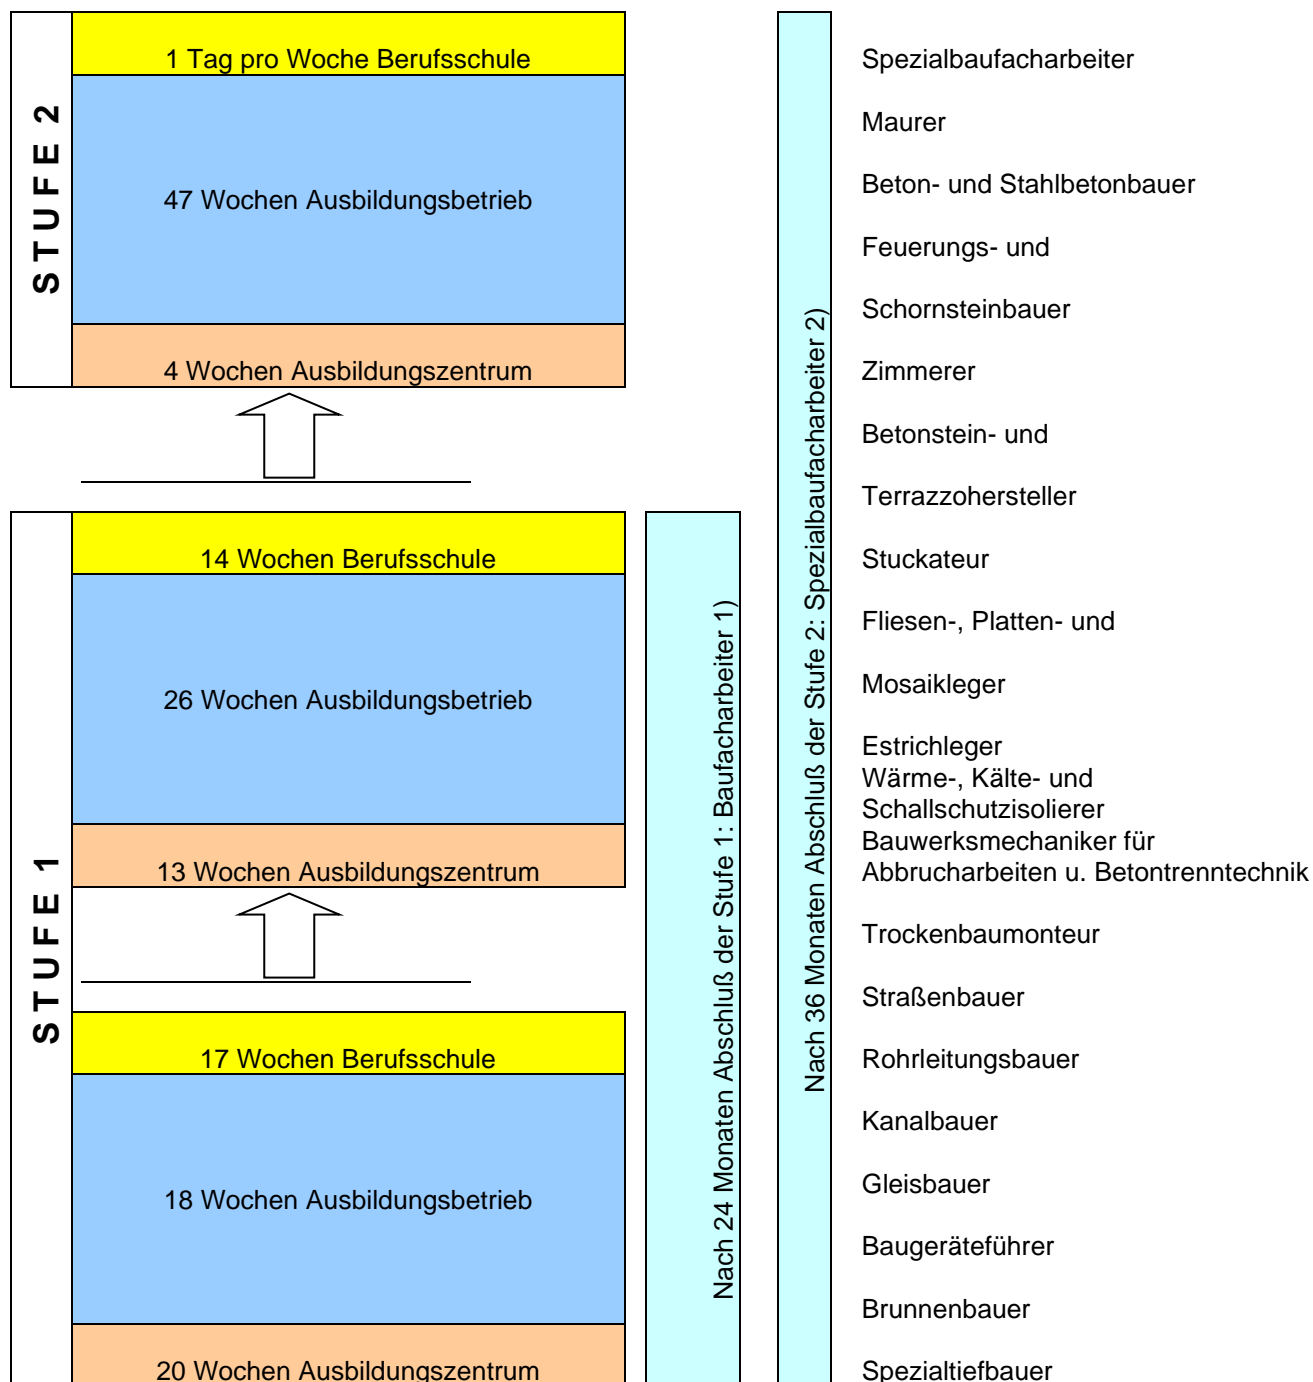 STUFE 2
1 Tag pro Woche Berufsschule
47 Wochen Ausbildungsbetrieb
4 Wochen Ausbildungszentrum
STUFE 1
14 Wochen Berufsschule
26 Wochen Ausbildungsbetrieb
13 Wochen Ausbildungszentrum
17 Wochen Berufsschule
18 Wochen Ausbildungsbetrieb
20 Wochen Ausbildungszentrum
Nach 24 Monaten Abschluß der Stufe 1: Baufacharbeiter 1)
Nach 36 Monaten Abschluß der Stufe 2: Spezialbaufacharbeiter 2)
Spezialbaufacharbeiter
Maurer
Beton- und Stahlbetonbauer
Feuerungs- und
Schornsteinbauer
Zimmerer
Betonstein- und
Terrazzohersteller
Stuckateur
Fliesen-, Platten- und
Mosaikleger
Estrichleger
Wärme-, Kälte- und
Schallschutzisolierer
Bauwerksmechaniker für
Abbrucharbeiten u. Betontrenntechnik
Trockenbaumonteur
Straßenbauer
Rohrleitungsbauer
Kanalbauer
Gleisbauer
Baugeräteführer
Brunnenbauer
Spezialtiefbauer